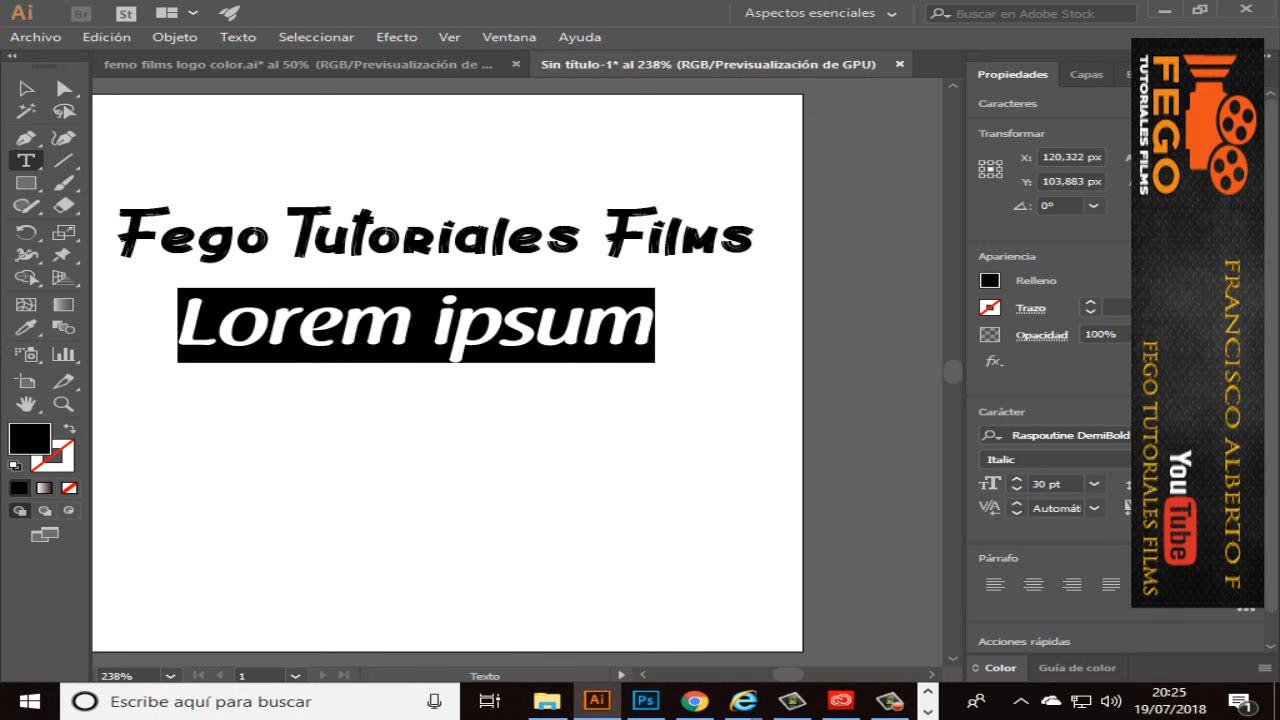 Ai Br St Aspectos esenciales Buscar en Adobe Stock
Archivo Edición Objeto Texto Seleccionar Efecto Ver Ventana Ayuda
femo films logo color.ai* al 50% (RGB/Previsualización de ... × Sin título-1* al 238% (RGB/Previsualización de GPU) ×
Propiedades Capas
Caracteres
Transformar
X: 120,322 px
Y: 103,883 px
0º
Apariencia
Relleno
Trazo
Opacidad 100%
fx.
Carácter
Raspoutine DemiBold
Italic
30 pt
Automát
Párrafo
Acciones rápidas
Color Guía de color
Fego Tutoriales Films
Lorem ipsum
FEGO
TUTORIALES FILMS
FRANCISCO ALBERTO F
FEGO TUTORIALES FILMS
YouTube
238% 1 Texto
Escribe aquí para buscar
Ai Ps
20:25
19/07/2018
1